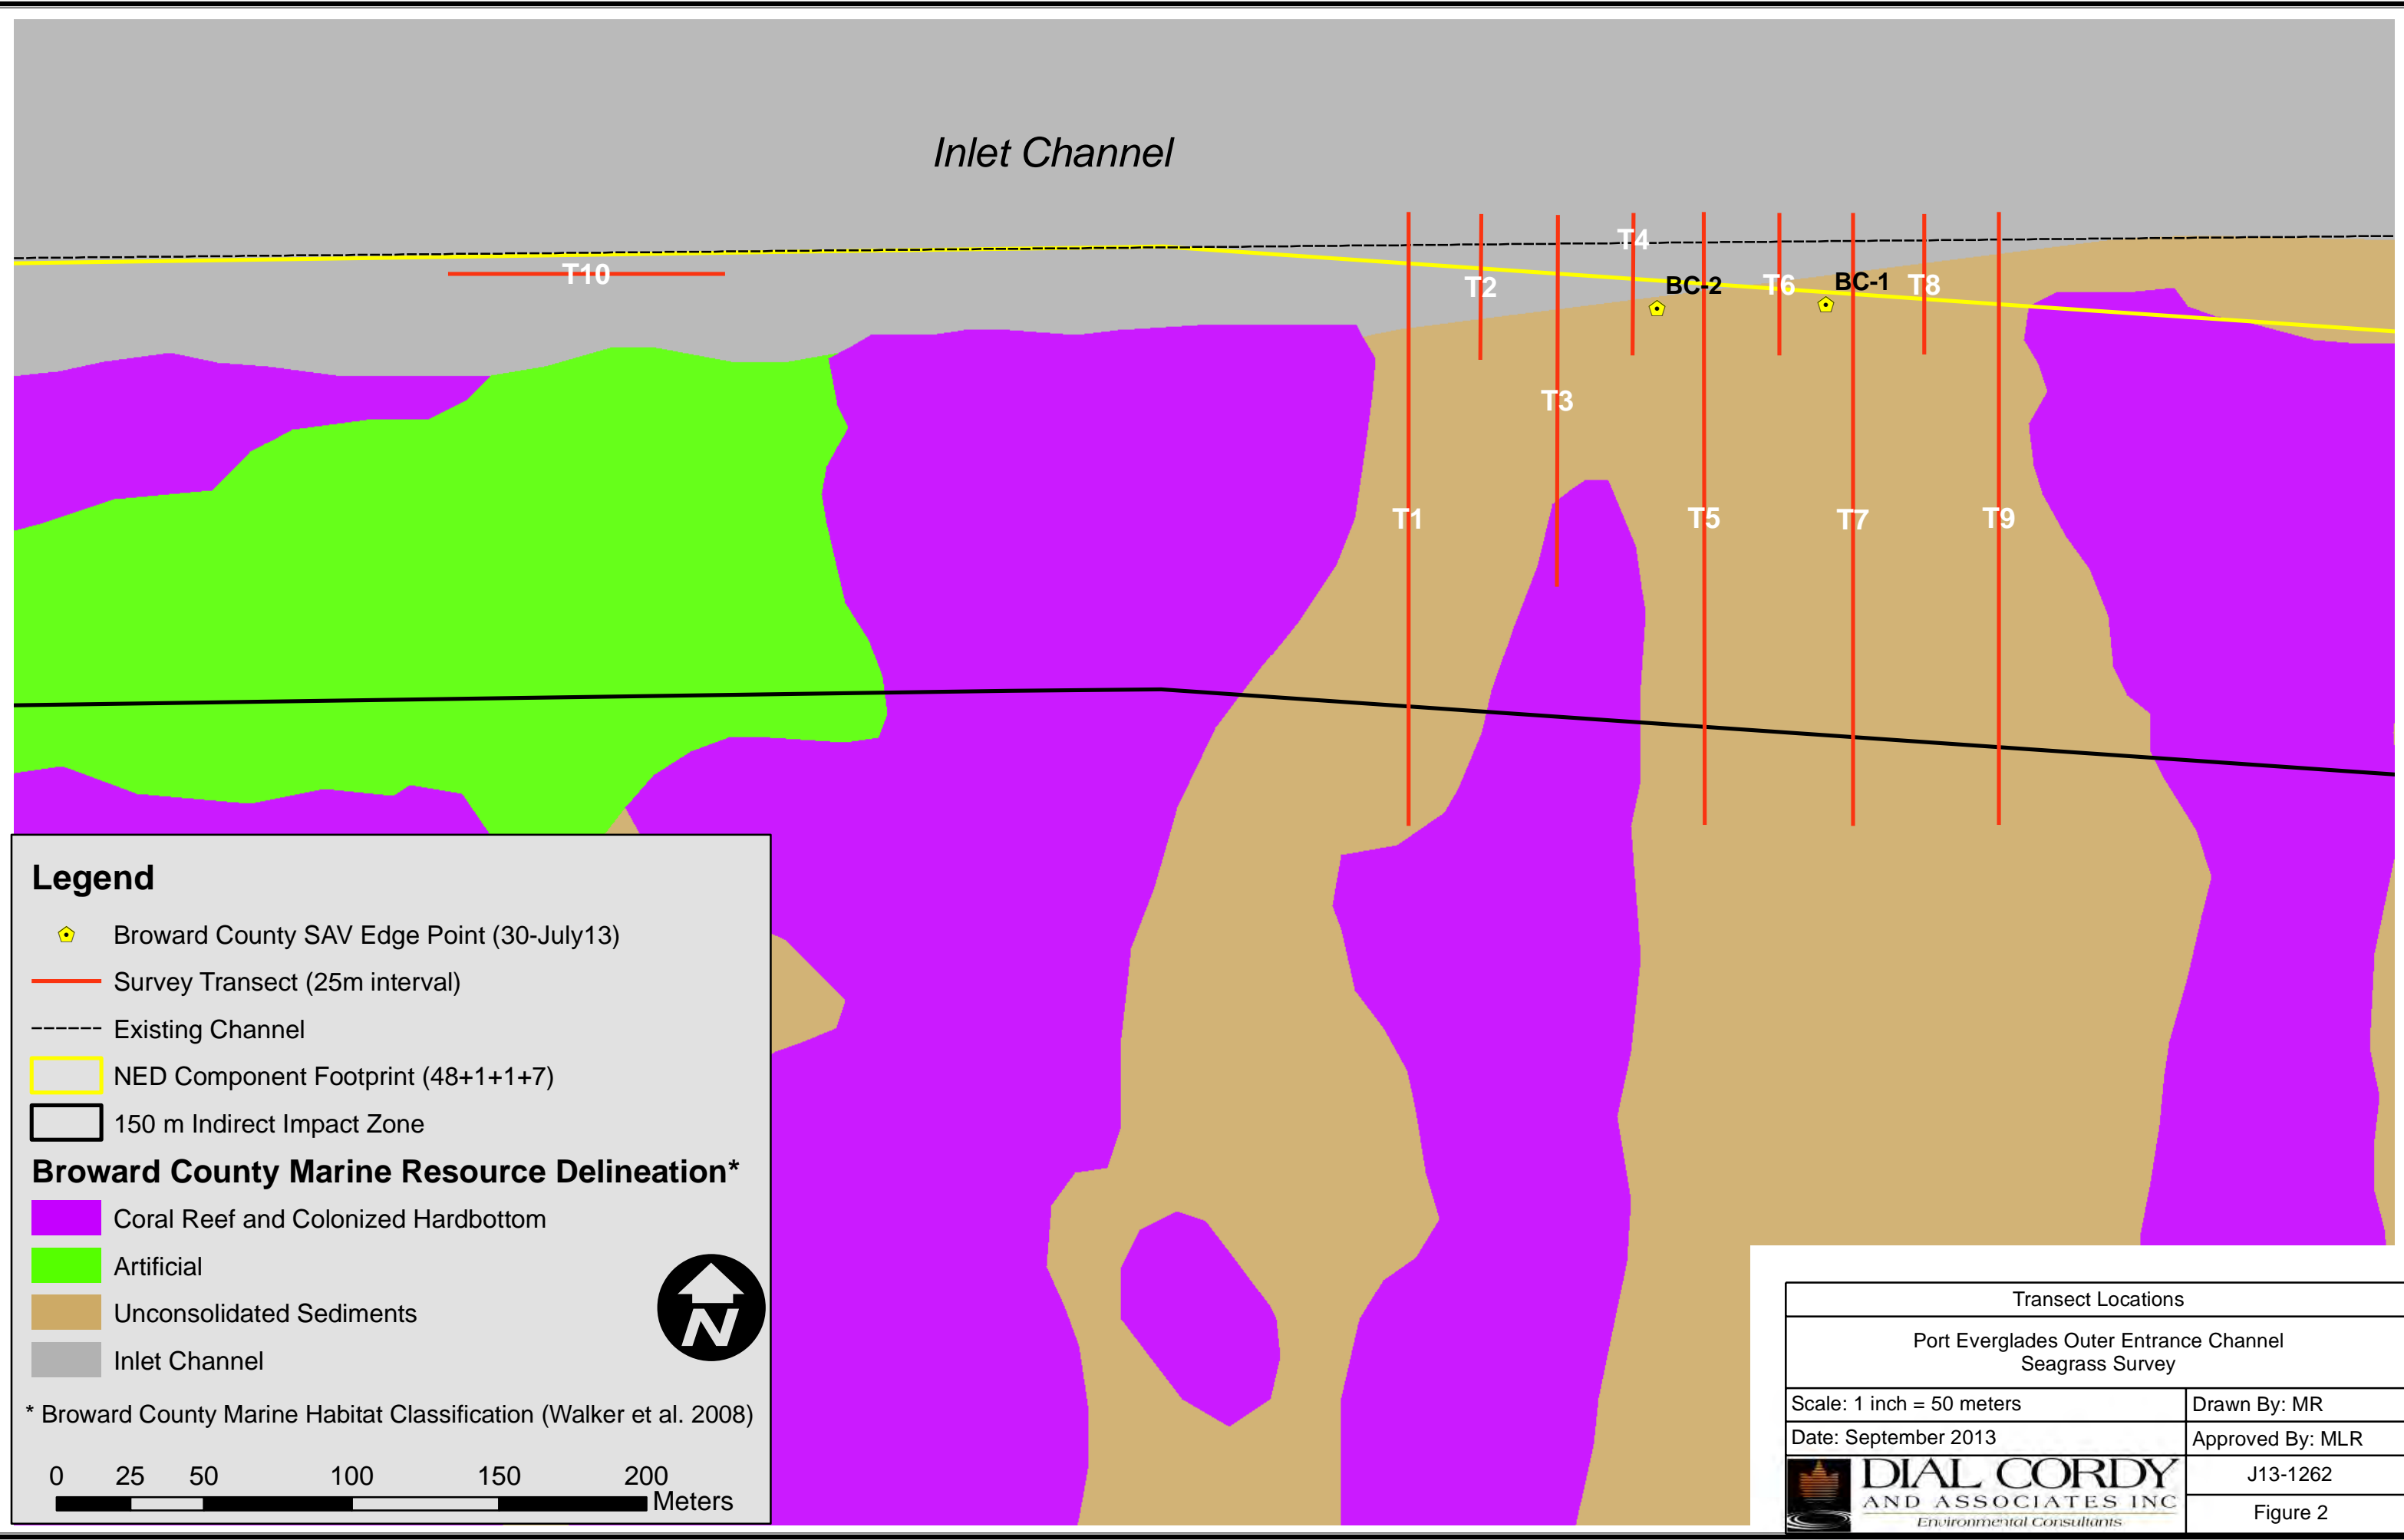 Inlet Channel
T4
T10
T2
BC-2
T6
BC-1
T8
T3
T1
T5
T7
T9
Legend
Broward County SAV Edge Point (30-July13)
Survey Transect (25m interval)
Existing Channel
NED Component Footprint (48+1+1+7)
150 m Indirect Impact Zone
Broward County Marine Resource Delineation*
Coral Reef and Colonized Hardbottom
Artificial
Unconsolidated Sediments
Inlet Channel
N
* Broward County Marine Habitat Classification (Walker et al. 2008)
0 25 50 100 150 200
Meters
Transect Locations
Port Everglades Outer Entrance Channel
Seagrass Survey
Scale: 1 inch = 50 meters
Drawn By: MR
Date: September 2013
Approved By: MLR
DIAL CORDY
AND ASSOCIATES INC
Environmental Consultants
J13-1262
Figure 2